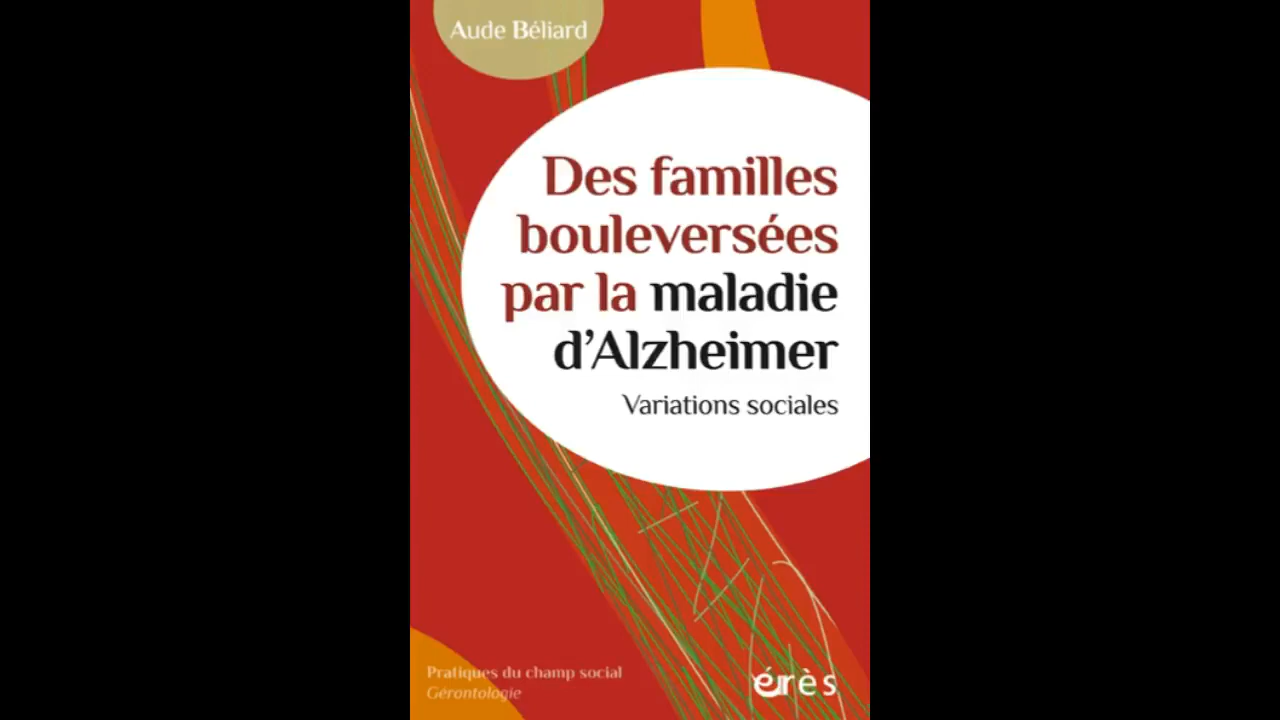 Aude Béliard
Des familles
bouleversées
par la maladie
d'Alzheimer
Variations sociales
Pratiques du champ social
Gérontologie
érès